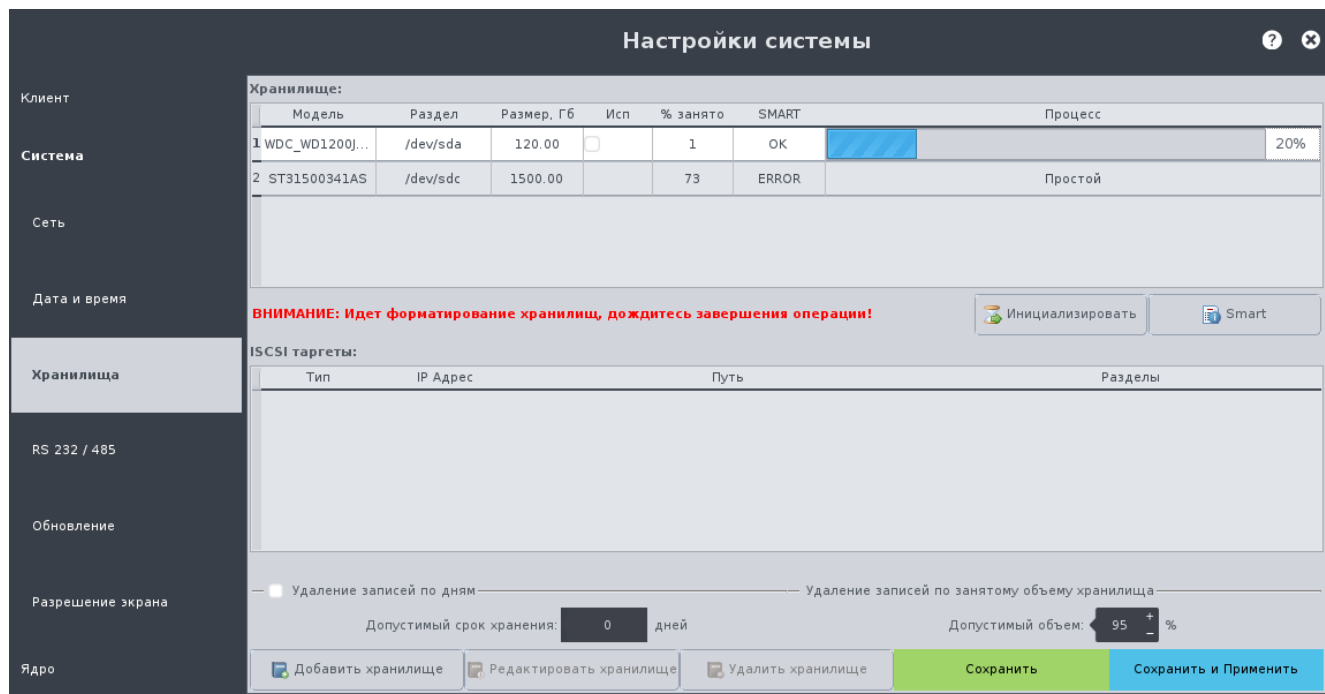 Настройки системы
Клиент
Система
Сеть
Дата и время
Хранилища
RS 232 / 485
Обновление
Разрешение экрана
Ядро
Хранилище:
Модель Раздел Размер, Гб Исп % занято SMART Процесс
1 WDC_WD1200J... /dev/sda 120.00 1 OK 20%
2 ST31500341AS /dev/sdc 1500.00 73 ERROR Простой
ВНИМАНИЕ: Идет форматирование хранилищ, дождитесь завершения операции!
Инициализировать Smart
ISCSI таргеты:
Тип IP Адрес Путь Разделы
Удаление записей по дням Удаление записей по занятому объему хранилища
Допустимый срок хранения: 0 дней Допустимый объем: 95 + − %
Добавить хранилище Редактировать хранилище Удалить хранилище Сохранить Сохранить и Применить